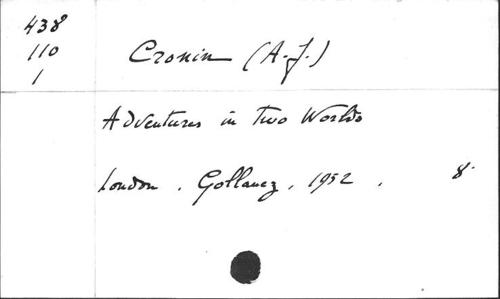 438
110
1
Cronin (A.J.)
Adventures in Two Worlds
London. Gollancz, 1952. 8.